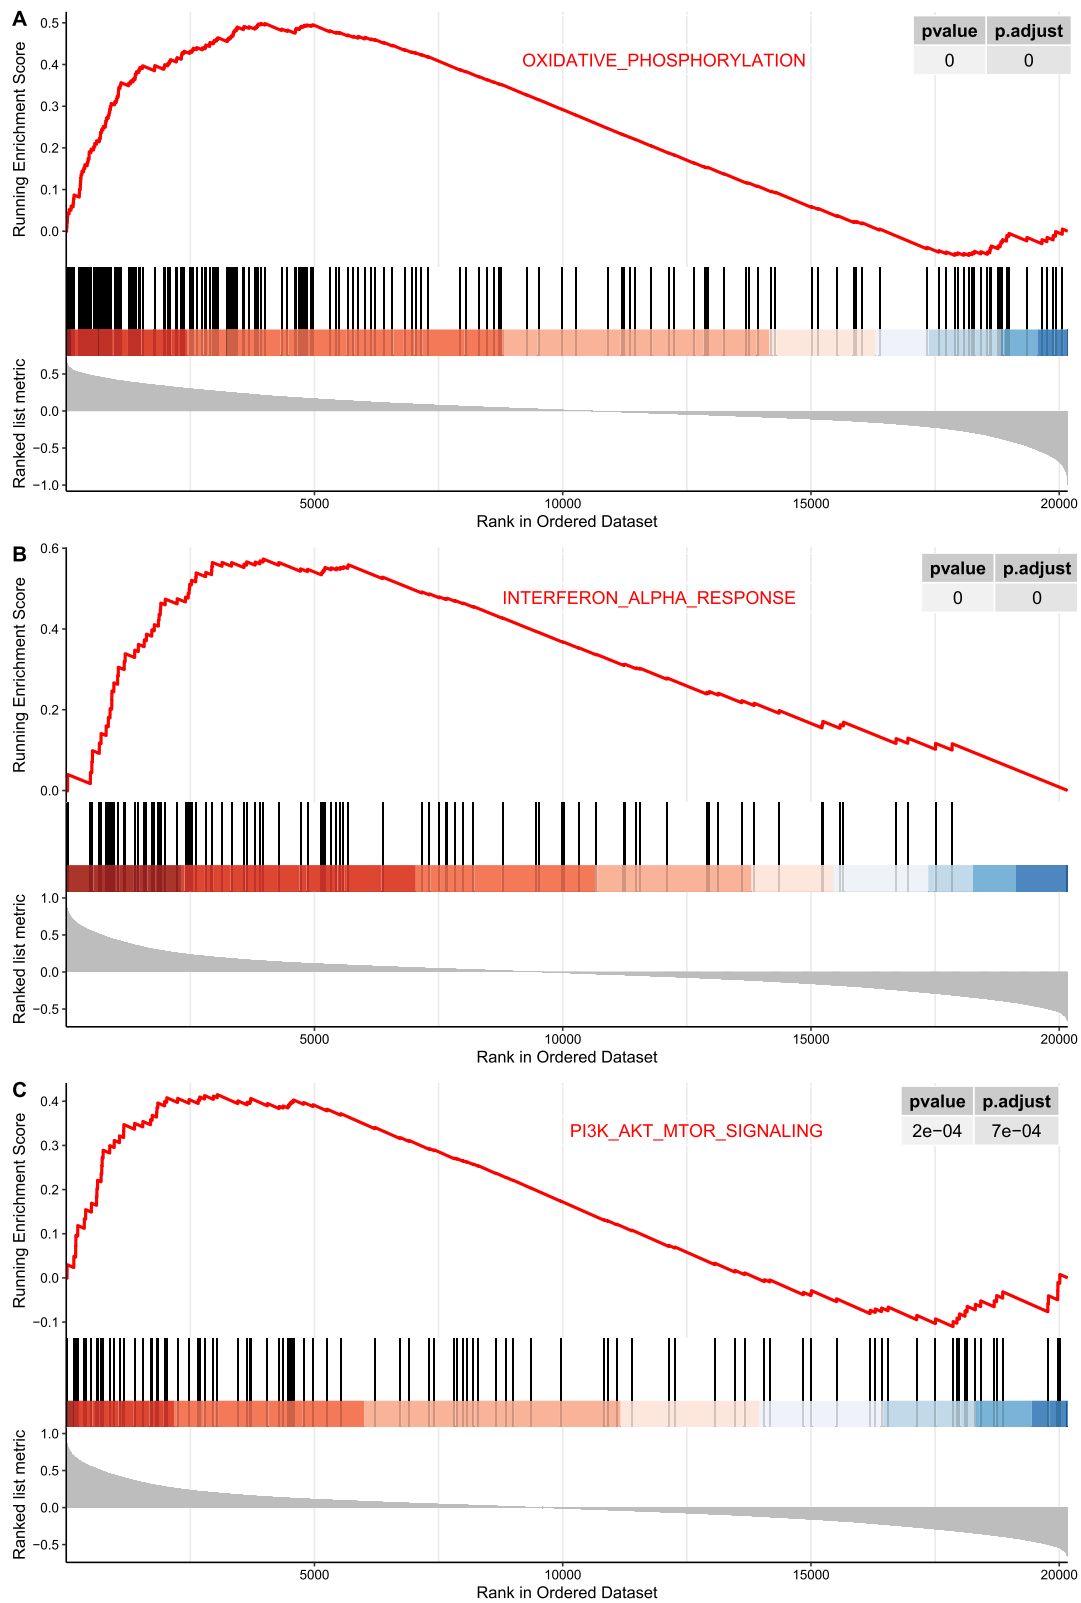 A
Running Enrichment Score
0.5
0.4
0.3
0.2
0.1
0.0
OXIDATIVE_PHOSPHORYLATION
pvalue p.adjust
0 0
Ranked list metric
0.5
0.0
−0.5
−1.0
5000 10000 15000 20000
Rank in Ordered Dataset
B
Running Enrichment Score
0.6
0.4
0.2
0.0
INTERFERON_ALPHA_RESPONSE
pvalue p.adjust
0 0
Ranked list metric
1.0
0.5
0.0
−0.5
5000 10000 15000 20000
Rank in Ordered Dataset
C
Running Enrichment Score
0.4
0.3
0.2
0.1
0.0
−0.1
PI3K_AKT_MTOR_SIGNALING
pvalue p.adjust
2e−04 7e−04
Ranked list metric
1.0
0.5
0.0
−0.5
5000 10000 15000 20000
Rank in Ordered Dataset